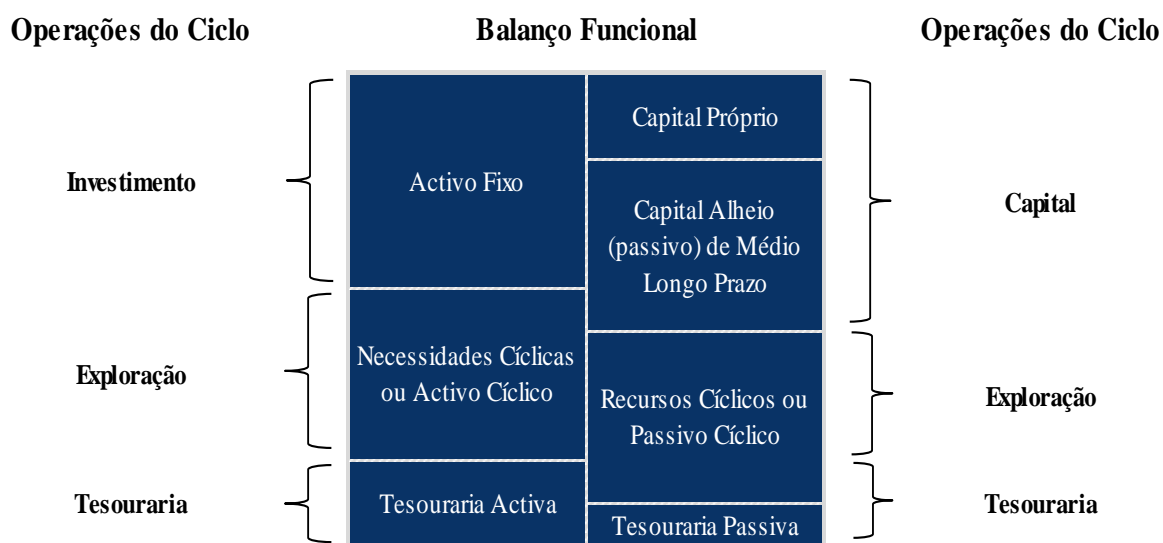 Operações do Ciclo
Balanço Funcional
Operações do Ciclo
Investimento
Activo Fixo
Capital Próprio
Capital Alheio
(passivo) de Médio
Longo Prazo
Capital
Exploração
Necessidades Cíclicas
ou Activo Cíclico
Recursos Cíclicos ou
Passivo Cíclico
Exploração
Tesouraria
Tesouraria Activa
Tesouraria Passiva
Tesouraria